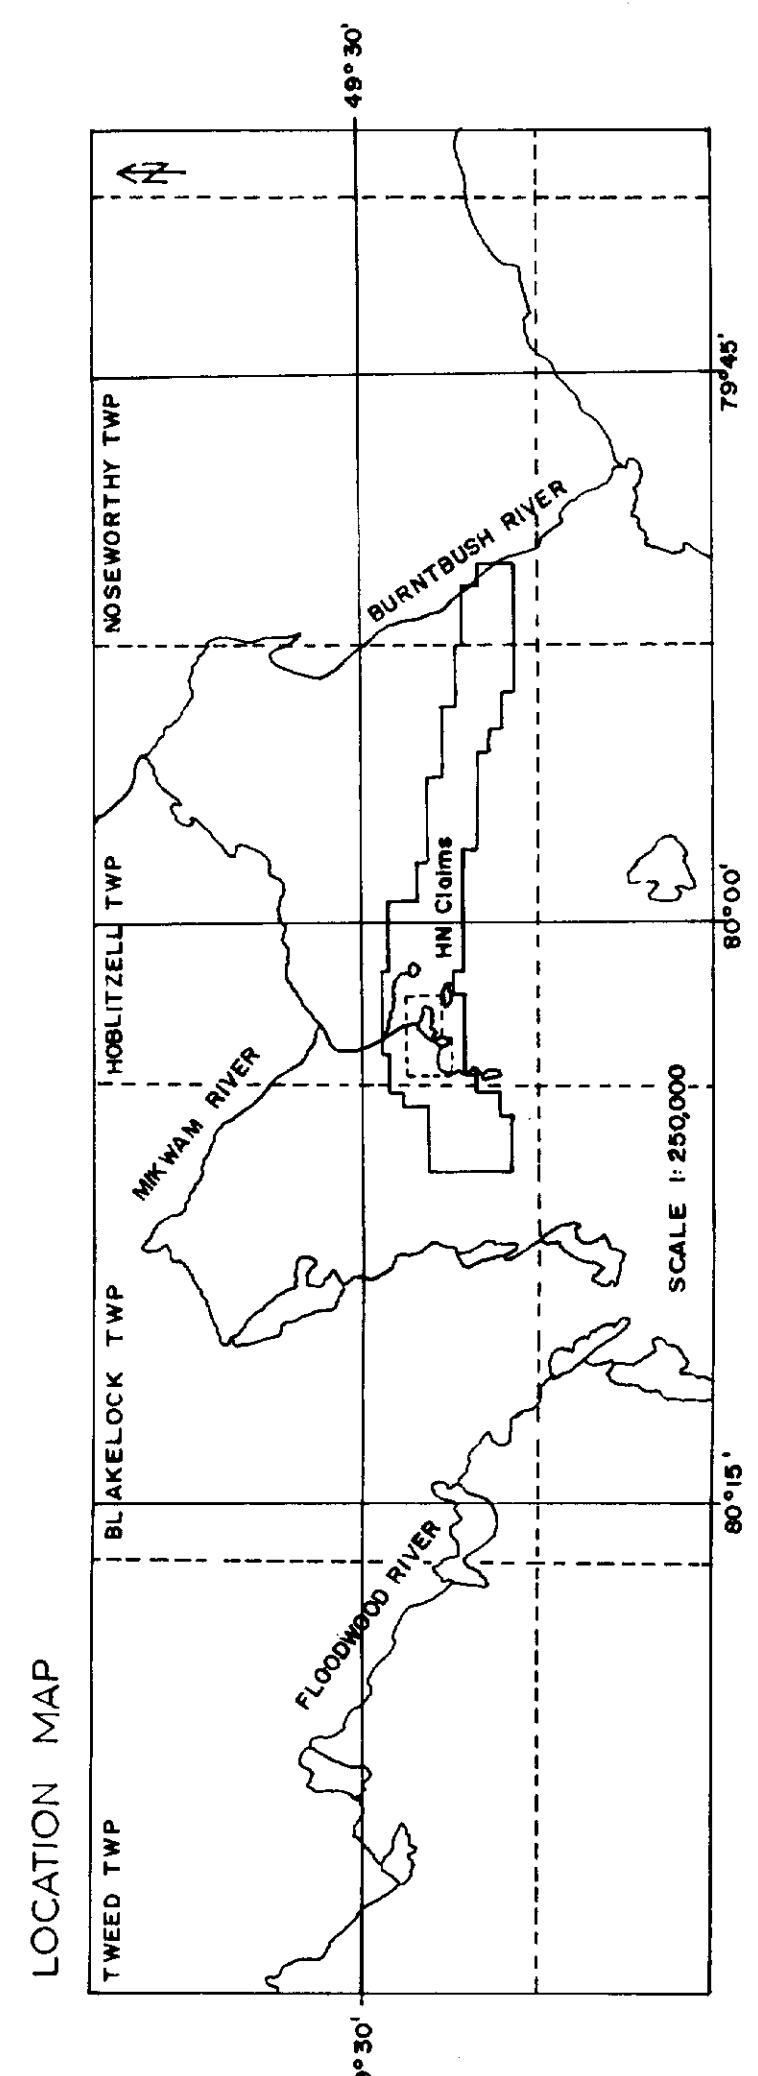 LOCATION MAP
TWEED TWP
BLAKELOCK TWP
HOBLITZELL TWP
NOSEWORTHY TWP
N
MIKWAM RIVER
BURNTBUSH RIVER
FLOODWOOD RIVER
HN Claims
9°30'
49°30'
SCALE 1:250,000
80°15'
80°00'
79°45'